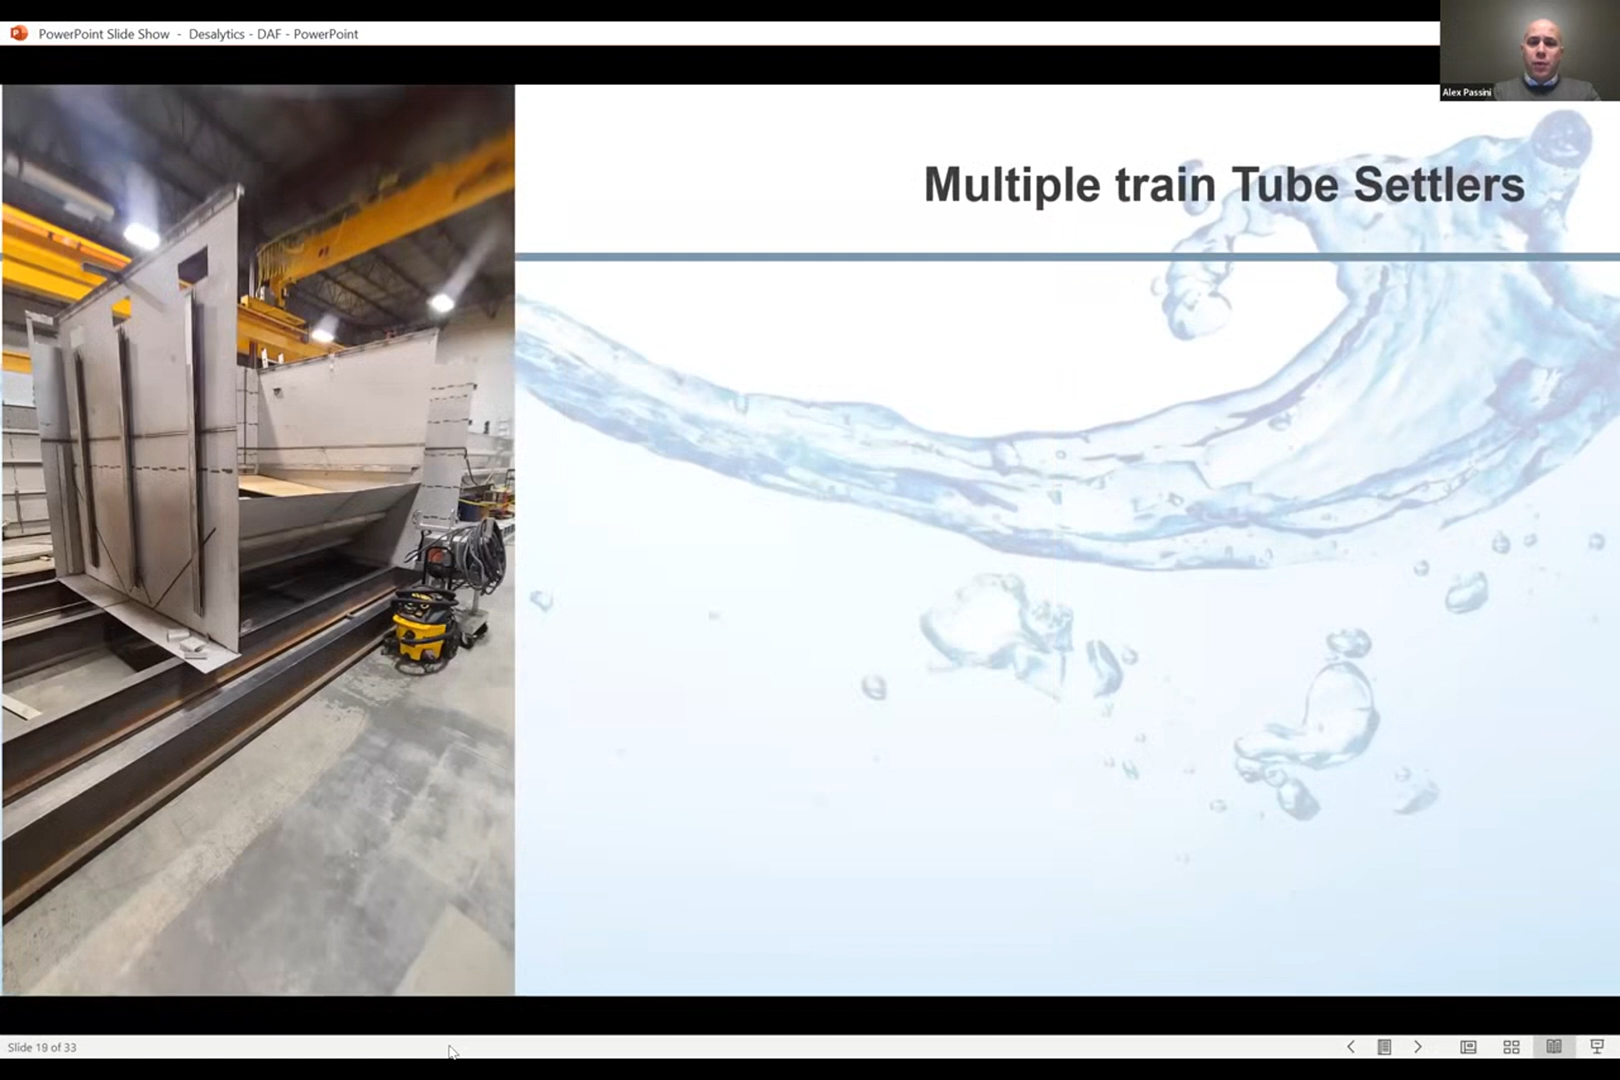 PowerPoint Slide Show - Desalytics - DAF - PowerPoint
Alex Passini
Multiple train Tube Settlers
Slide 19 of 33